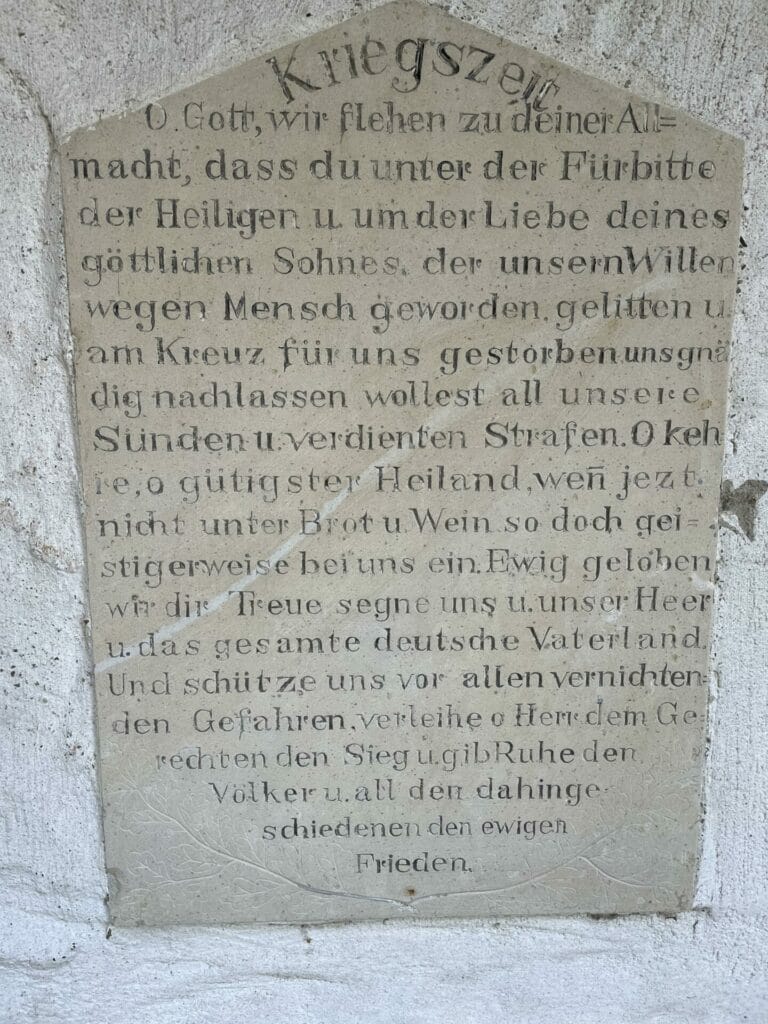 Kriegszeit
O Gott, wir flehen zu deiner All=
macht, dass du unter der Fürbitte
der Heiligen u. um der Liebe deines
göttlichen Sohnes, der unsern Willen
wegen Mensch geworden, gelitten u.
am Kreuz für uns gestorben uns gnä
dig nachlassen wollest all unsere
Sünden u. verdienten Strafen. O keh
re, o gütigster Heiland, wen̄ jezt
nicht unter Brot u. Wein so doch gei=
stigerweise bei uns ein. Ewig geloben
wir dir Treue segne uns u. unser Heer
u. das gesamte deutsche Vaterland.
Und schütze uns vor allen vernichten=
den Gefahren, verleihe o Herr dem Ge=
rechten den Sieg u. gib Ruhe den
Völker u. all den dahinge-
schiedenen den ewigen
Frieden.